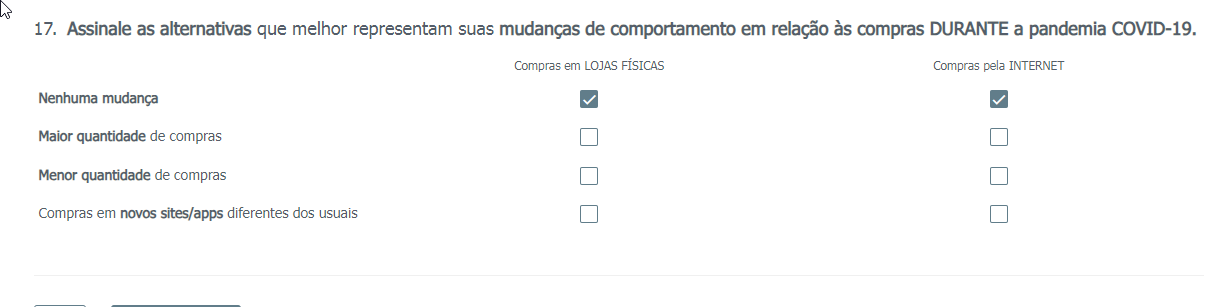 17. Assinale as alternativas que melhor representam suas mudanças de comportamento em relação às compras DURANTE a pandemia COVID-19.
Compras em LOJAS FÍSICAS Compras pela INTERNET
Nenhuma mudança
Maior quantidade de compras
Menor quantidade de compras
Compras em novos sites/apps diferentes dos usuais